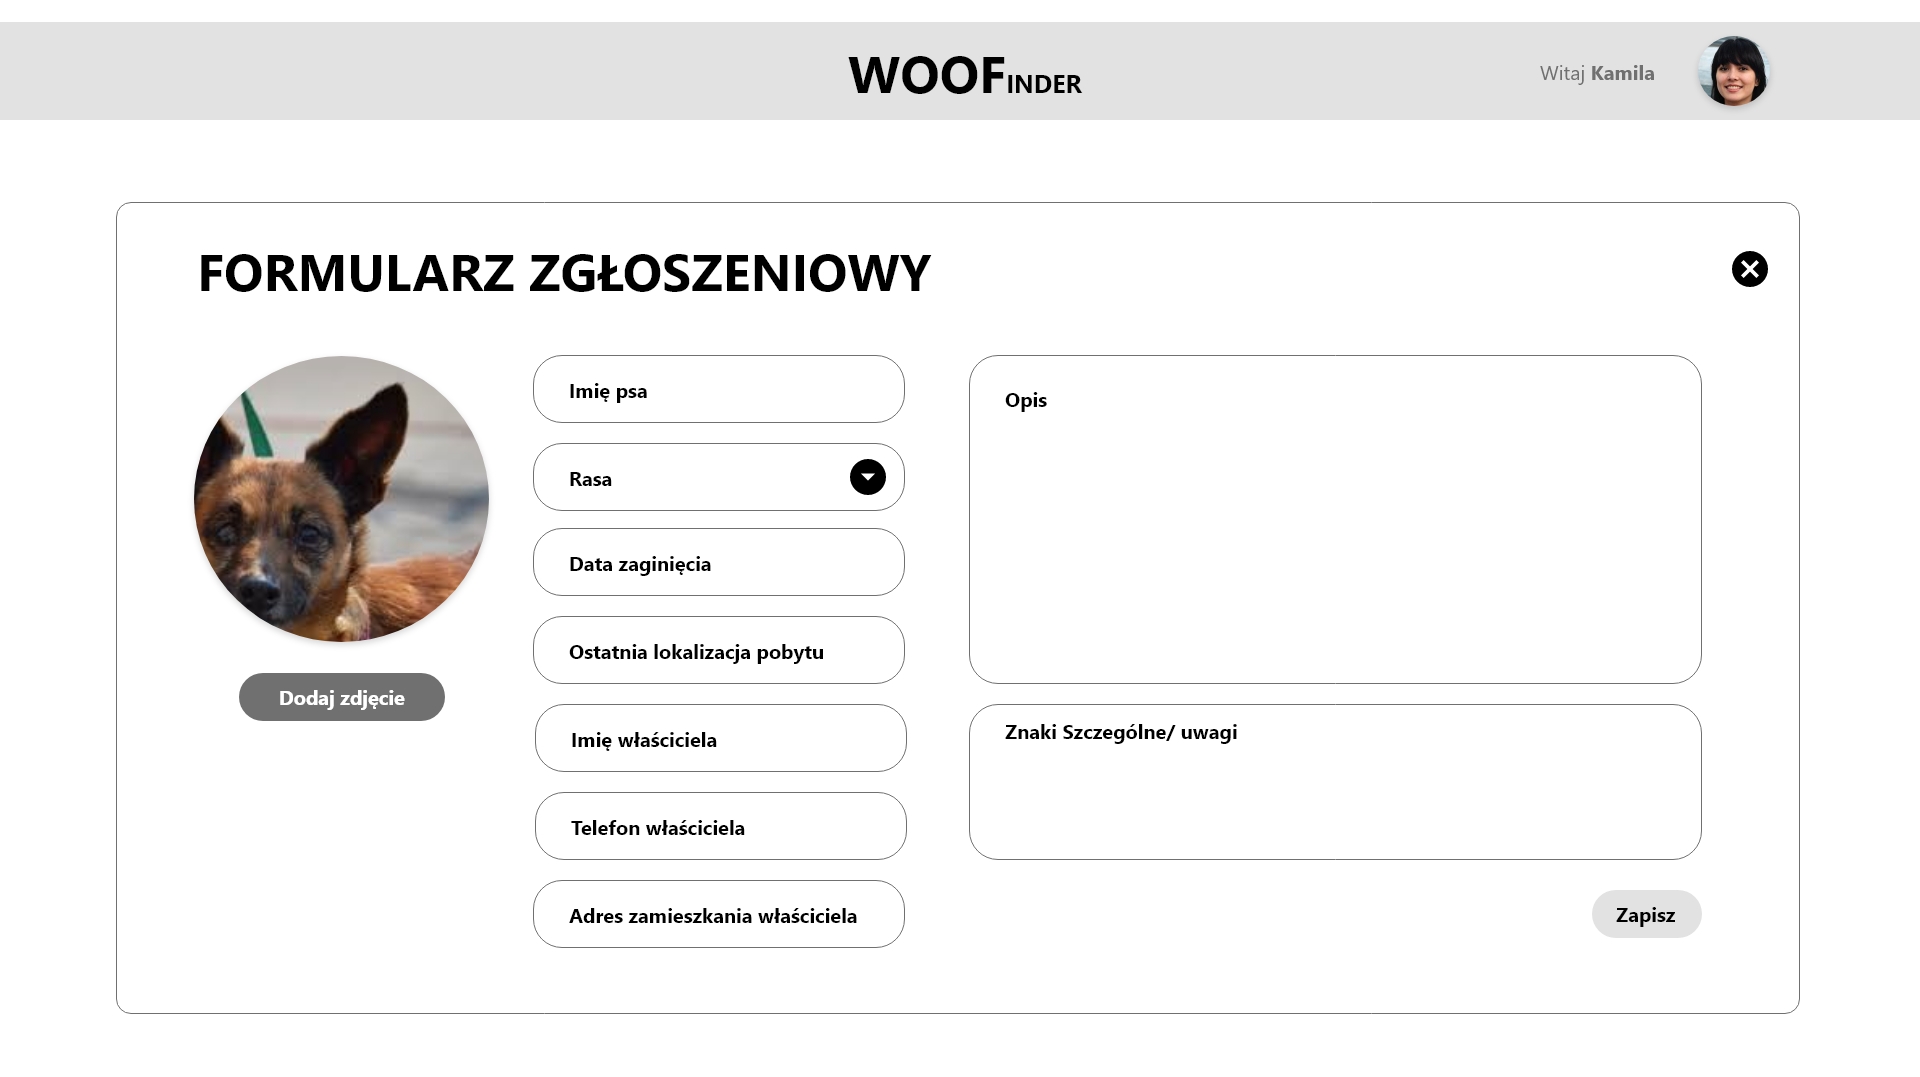 WOOFINDER
Witaj Kamila
FORMULARZ ZGŁOSZENIOWY
Dodaj zdjęcie
Imię psa
Rasa
Data zaginięcia
Ostatnia lokalizacja pobytu
Imię właściciela
Telefon właściciela
Adres zamieszkania właściciela
Opis
Znaki Szczególne/ uwagi
Zapisz